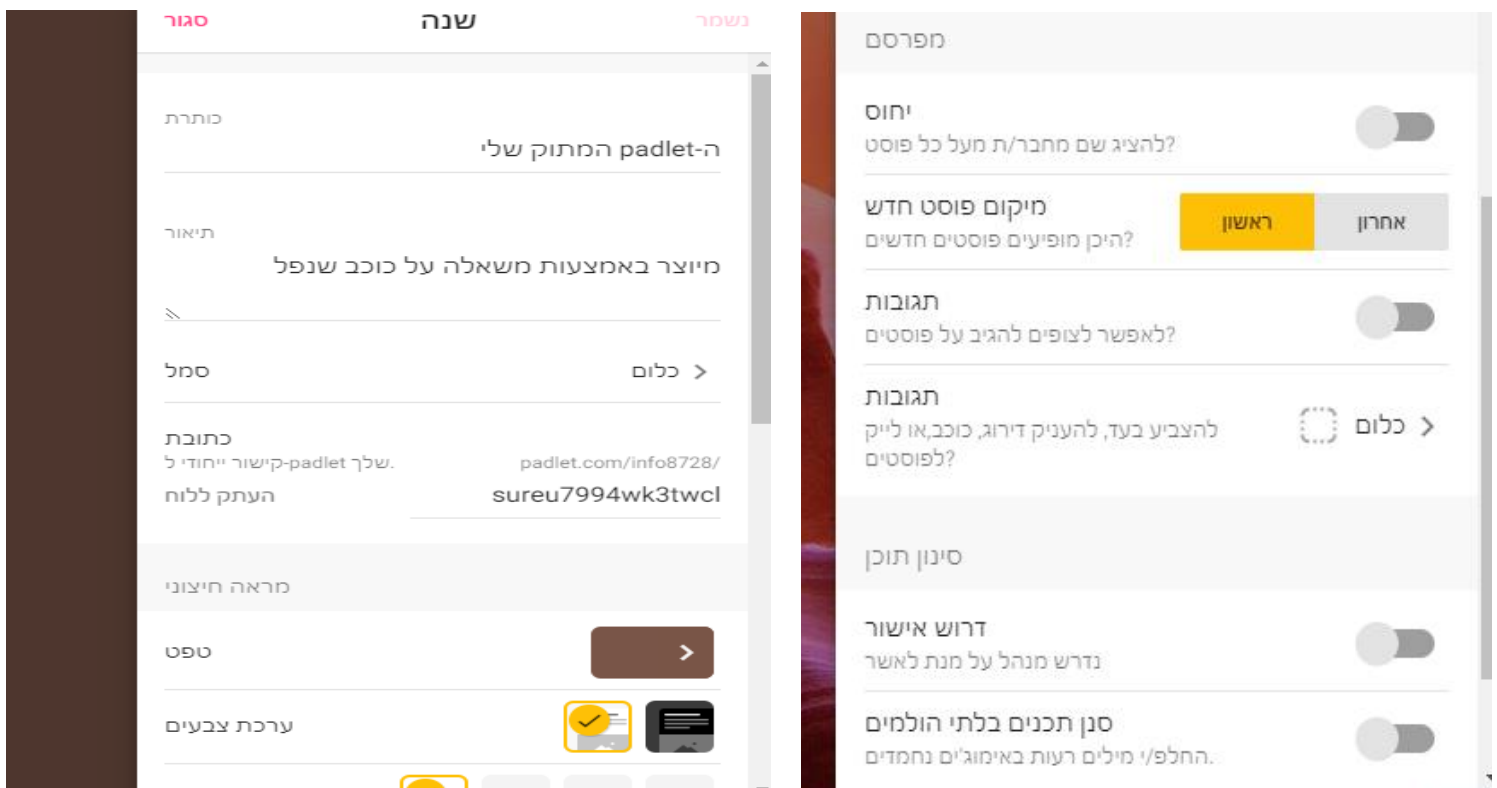 סגור
שנה
נשמר
כותרת
ה-padlet המתוק שלי
תיאור
מיוצר באמצעות משאלה על כוכב שנפל
סמל
כלום
כתובת
קישור ייחודי ל-padlet שלך.
padlet.com/info8728/
העתק ללוח
sureu7994wk3twcl
מראה חיצוני
טפט
ערכת צבעים
מפרסם
יחוס
להציג שם מחבר/ת מעל כל פוסט?
מיקום פוסט חדש
היכן מופיעים פוסטים חדשים?
ראשון
אחרון
תגובות
לאפשר לצופים להגיב על פוסטים?
תגובות
להצביע בעד, להעניק דירוג, כוכב,או לייק
לפוסטים?
כלום
סינון תוכן
דרוש אישור
נדרש מנהל על מנת לאשר
סנן תכנים בלתי הולמים
החלפ/י מילים רעות באימוג'ים נחמדים.